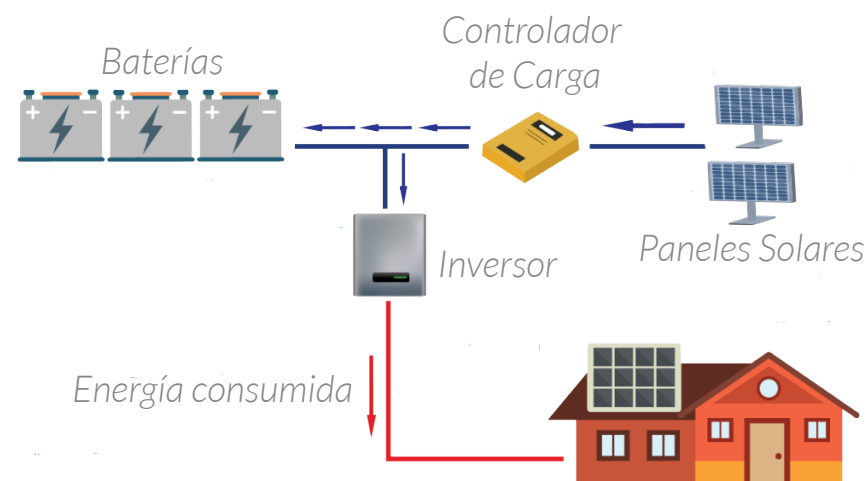 Baterías
Controlador
de Carga
Paneles Solares
Inversor
Energía consumida